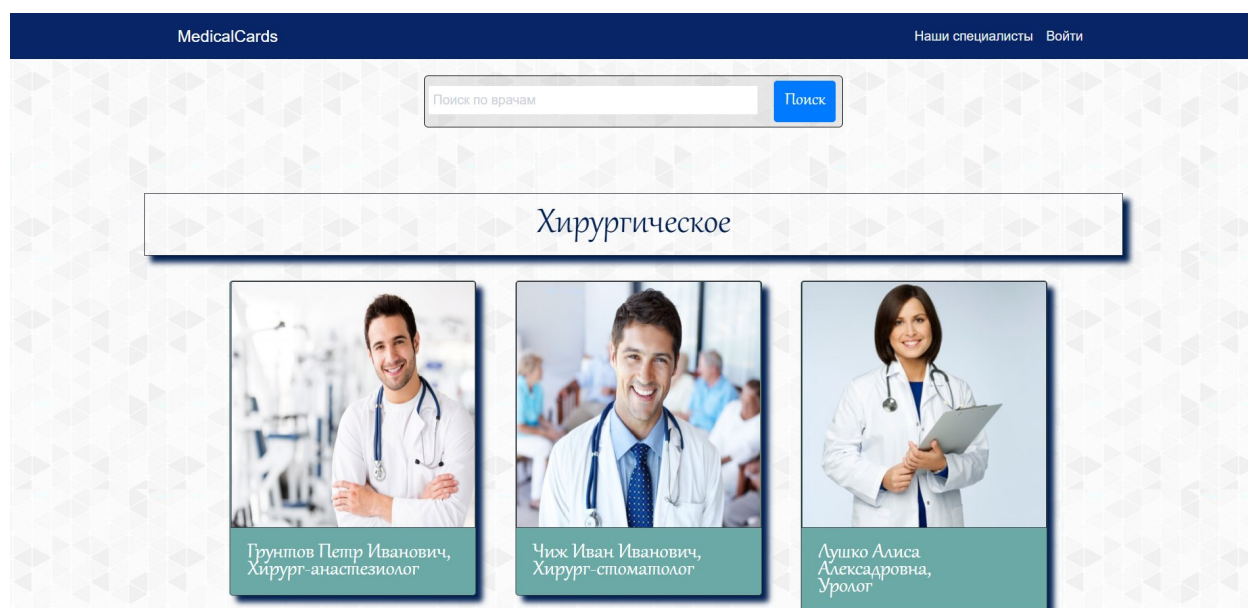 MedicalCards
Наши специалисты Войти
Поиск по врачам
Поиск
Хирургическое
Грунтов Петр Иванович,
Хирург-анастезиолог
Чиж Иван Иванович,
Хирург-стоматолог
Лушко Алиса
Алексадровна,
Уролог